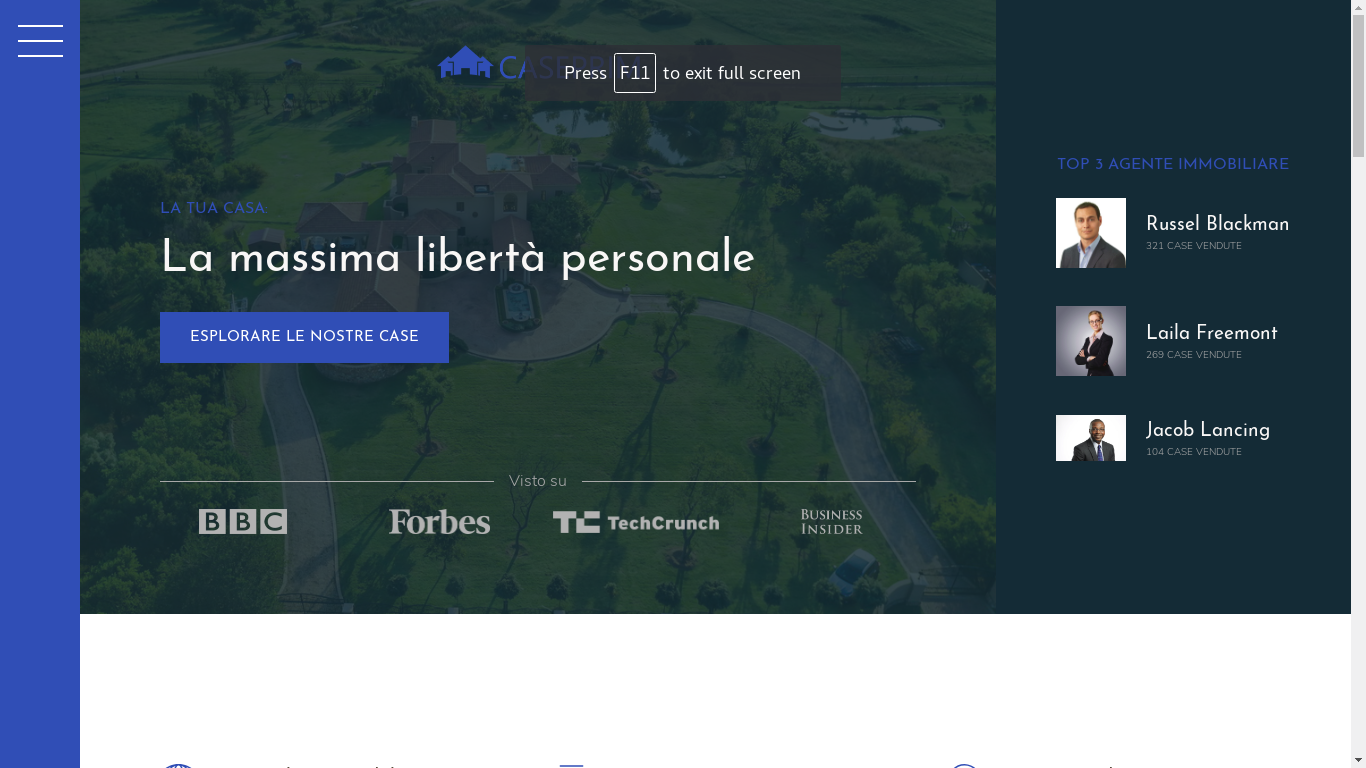 Press F11 to exit full screen
LA TUA CASA
La massima libertà personale
ESPLORARE LE NOSTRE CASE
Visto su
BBC
Forbes
TC TechCrunch
BUSINESS
INSIDER
TOP 3 AGENTE IMMOBILIARE
Russel Blackman
321 CASE VENDUTE
Laila Freemont
269 CASE VENDUTE
Jacob Lancing
104 CASE VENDUTE